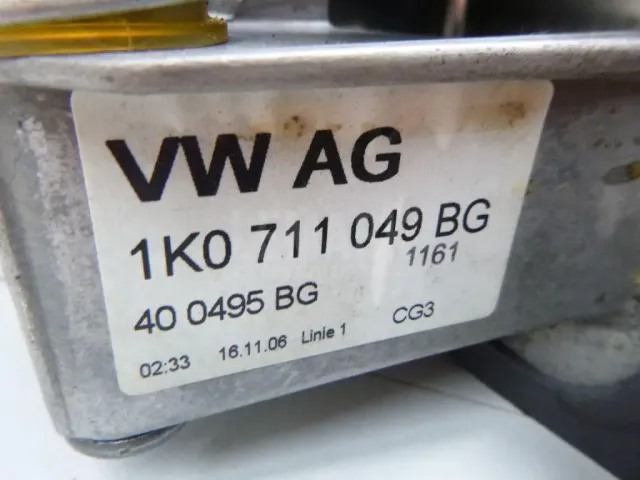 VW AG
1K0 711 049 BG
1161
40 0495 BG
CG3
02:33 16.11.06 Linie 1